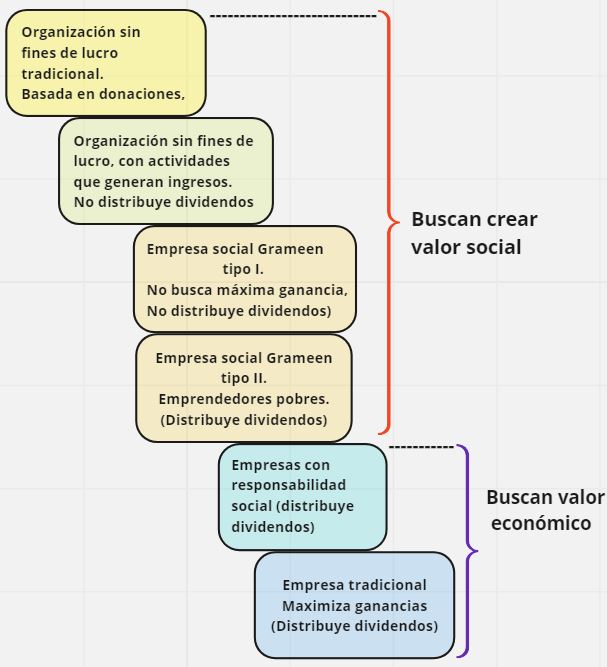 Organización sin
fines de lucro
tradicional.
Basada en donaciones,
Organización sin fines de
lucro, con actividades
que generan ingresos.
No distribuye dividendos
Empresa social Grameen
tipo I.
No busca máxima ganancia,
No distribuye dividendos)
Empresa social Grameen
tipo II.
Emprendedores pobres.
(Distribuye dividendos)
Buscan crear
valor social
Empresas con
responsabilidad
social (distribuye
dividendos)
Empresa tradicional
Maximiza ganancias
(Distribuye dividendos)
Buscan valor
económico